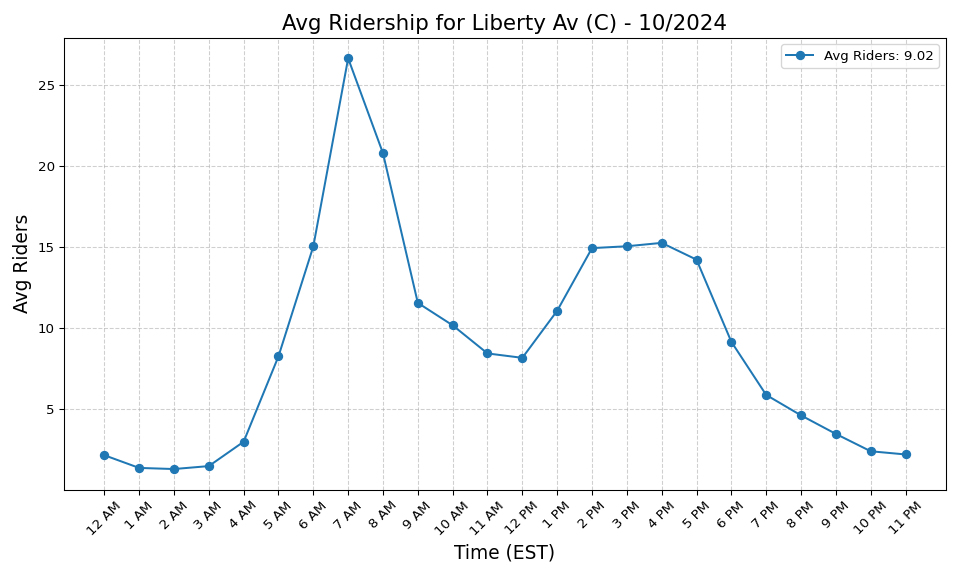 Avg Ridership for Liberty Av (C) - 10/2024
Avg Riders: 9.02
Avg Riders
25
20
15
10
5
12 AM
1 AM
2 AM
3 AM
4 AM
5 AM
6 AM
7 AM
8 AM
9 AM
10 AM
11 AM
12 PM
1 PM
2 PM
3 PM
4 PM
5 PM
6 PM
7 PM
8 PM
9 PM
10 PM
11 PM
Time (EST)